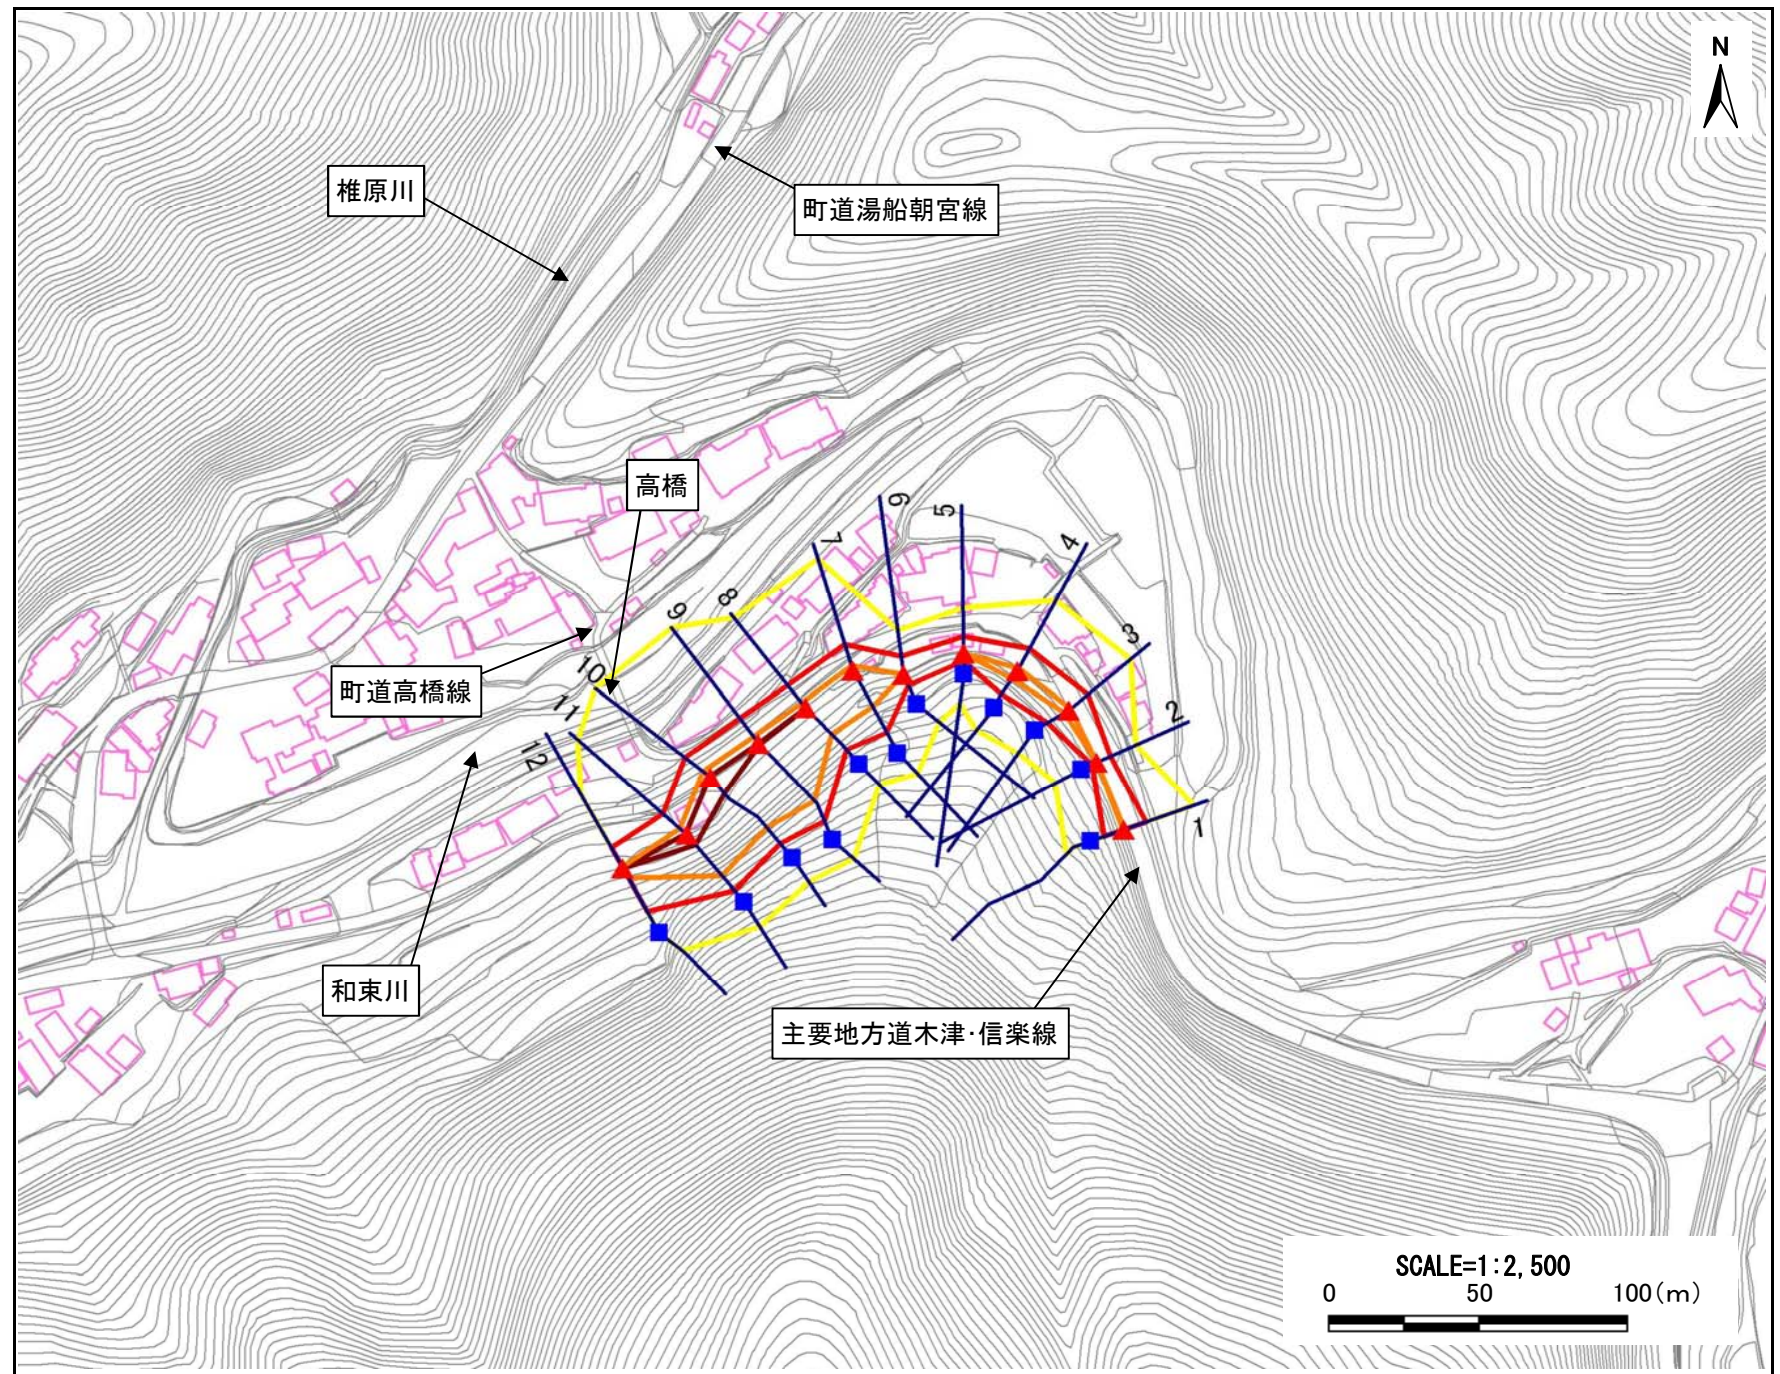 N
椎原川
町道湯船朝宮線
高橋
町道高橋線
和束川
主要地方道木津・信楽線
1
2
3
4
5
6
7
8
9
10
11
12
SCALE=1:2,500
0 50 100(m)